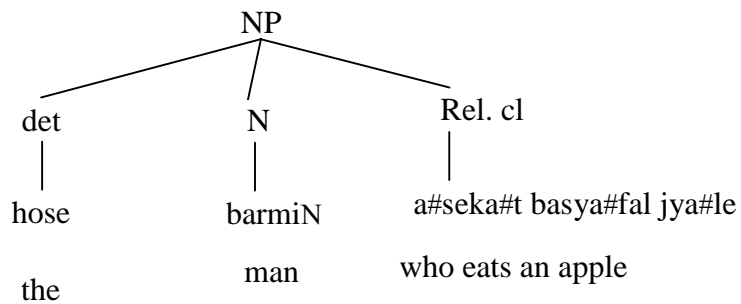 NP
det N Rel. cl
hose barmiN a#seka#t basya#fal jya#le
the man who eats an apple